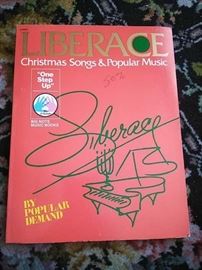 LIBERACE
Christmas Songs & Popular Music
50¢
"One
Step
Up"
BIG NOTE
MUSIC BOOKS
Liberace
BY
POPULAR
DEMAND